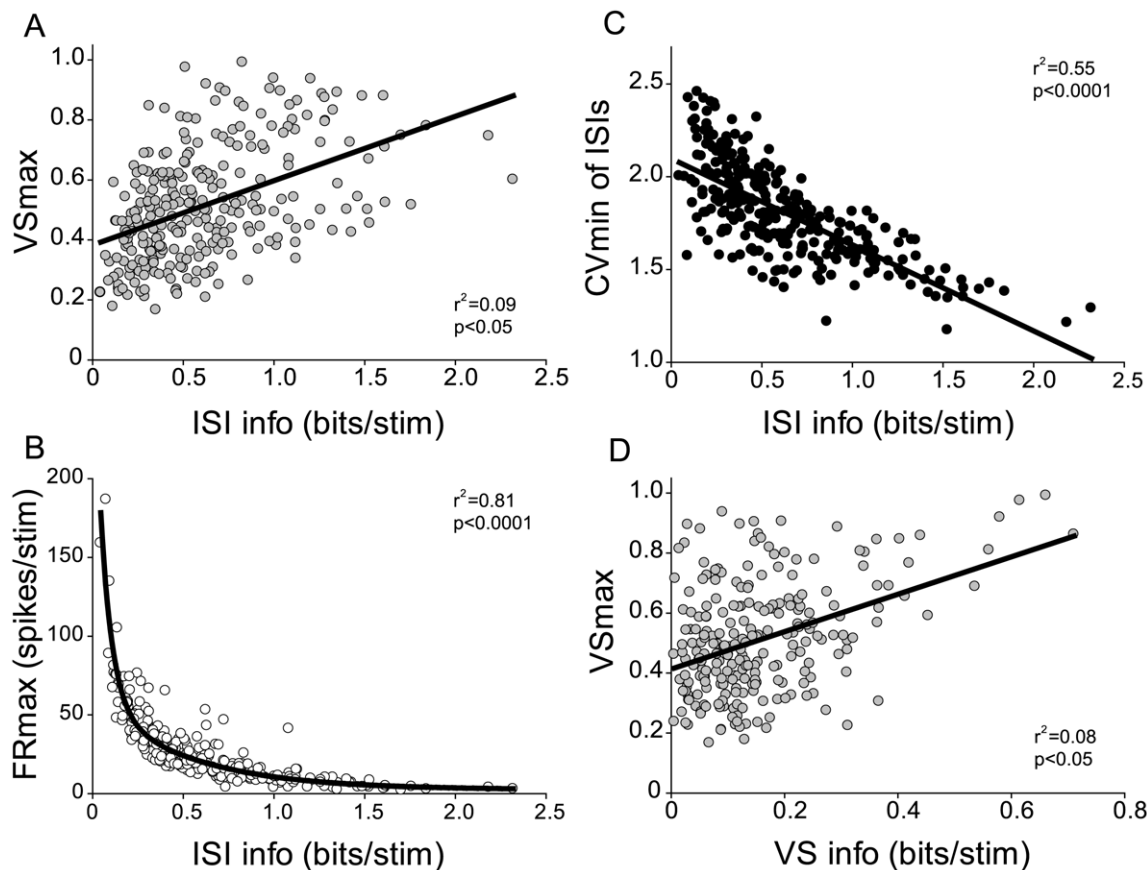 A
VSmax
1.0
0.8
0.6
0.4
0.2
0
0 0.5 1.0 1.5 2.0 2.5
r²=0.09
p<0.05
ISI info (bits/stim)
B
FRmax (spikes/stim)
200
150
100
50
0
0 0.5 1.0 1.5 2.0 2.5
r²=0.81
p<0.0001
ISI info (bits/stim)
C
CVmin of ISIs
2.5
2.0
1.5
1.0
0 0.5 1.0 1.5 2.0 2.5
r²=0.55
p<0.0001
ISI info (bits/stim)
D
VSmax
1.0
0.8
0.6
0.4
0.2
0
0 0.2 0.4 0.6 0.8
r²=0.08
p<0.05
VS info (bits/stim)